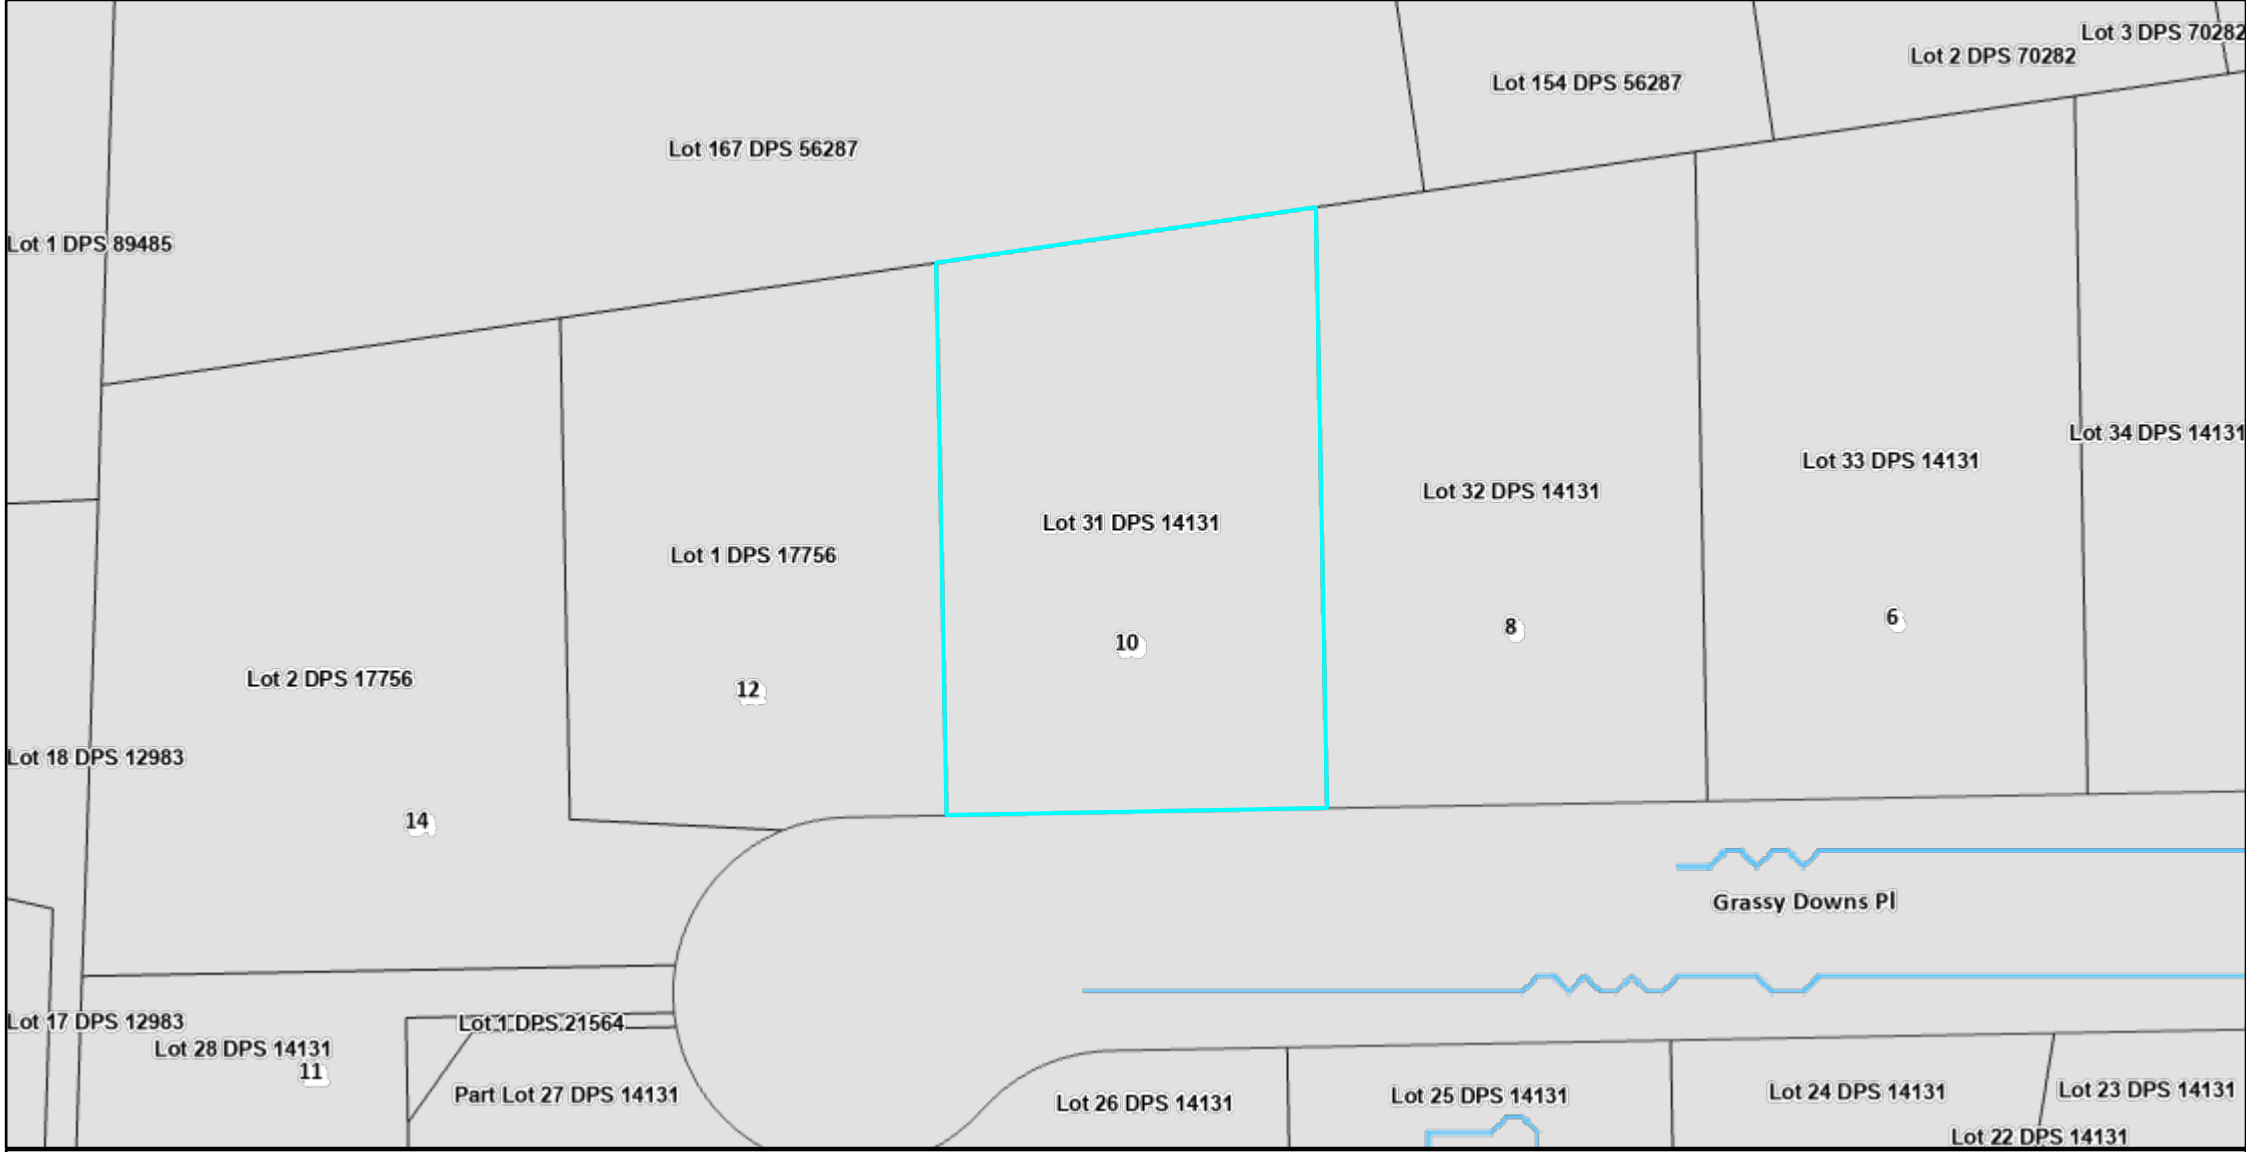 Lot 3 DPS 70282
Lot 2 DPS 70282
Lot 154 DPS 56287
Lot 167 DPS 56287
Lot 1 DPS 89485
Lot 34 DPS 14131
Lot 33 DPS 14131
Lot 32 DPS 14131
Lot 31 DPS 14131
Lot 1 DPS 17756
6
8
10
Lot 2 DPS 17756
12
Lot 18 DPS 12983
14
Grassy Downs Pl
Lot 17 DPS 12983
Lot 1 DPS 21564
Lot 28 DPS 14131
11
Part Lot 27 DPS 14131
Lot 26 DPS 14131
Lot 25 DPS 14131
Lot 24 DPS 14131
Lot 23 DPS 14131
Lot 22 DPS 14131